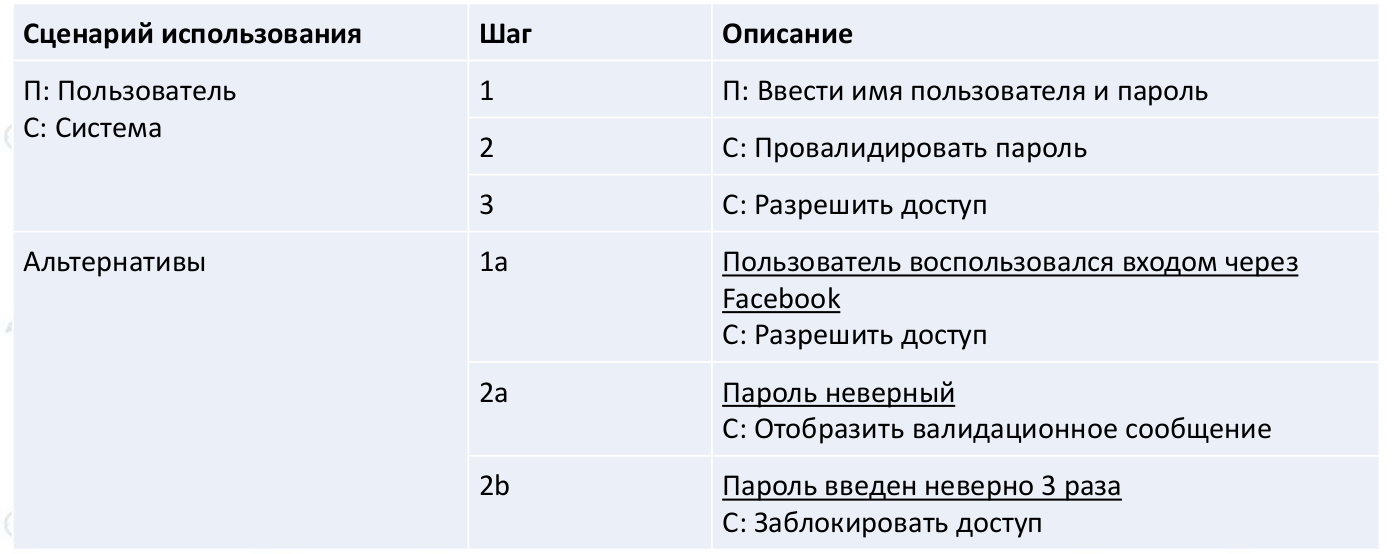 Сценарий использования Шаг Описание
П: Пользователь 1 П: Ввести имя пользователя и пароль
С: Система
2 С: Провалидировать пароль
3 С: Разрешить доступ
Альтернативы 1a Пользователь воспользовался входом через
Facebook
С: Разрешить доступ
2a Пароль неверный
С: Отобразить валидационное сообщение
2b Пароль введен неверно 3 раза
С: Заблокировать доступ